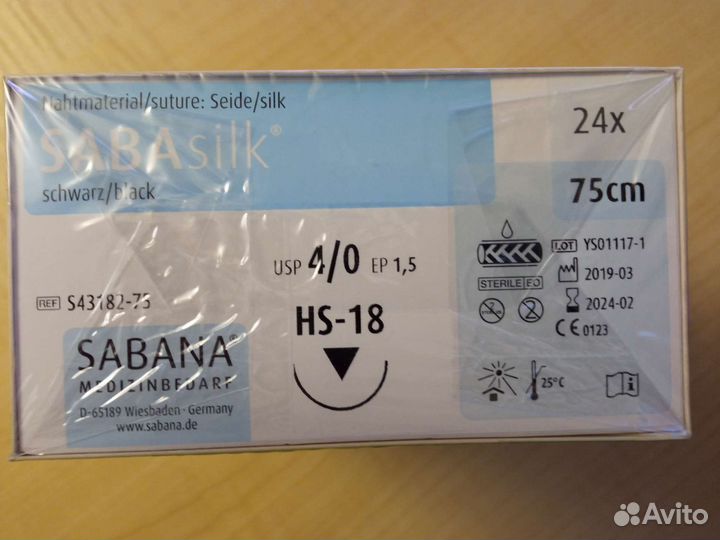 Nahtmaterial/suture: Seide/silk
SABAsilk®
schwarz/black
24x
75cm
USP 4/0 EP 1,5
HS-18
REF S43182-75
SABANA®
MEDIZINBEDARF
D-65189 Wiesbaden · Germany
www.sabana.de
LOT YS01117-1
2019-03
STERILE EO
2 2
2024-02
CE 0123
25°C
i
Avito